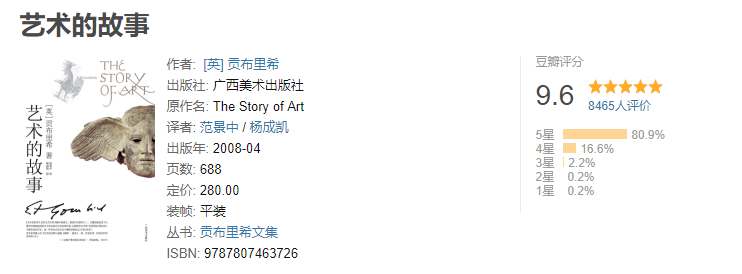 艺术的故事
THE
STORY
OF ART
[英] 贡布里希 著
艺术的故事
作者: [英] 贡布里希
出版社: 广西美术出版社
原作名: The Story of Art
译者: 范景中 / 杨成凯
出版年: 2008-04
页数: 688
定价: 280.00
装帧: 平装
丛书: 贡布里希文集
ISBN: 9787807463726
豆瓣评分
9.6
8465人评价
5星 80.9%
4星 16.6%
3星 2.2%
2星 0.2%
1星 0.2%